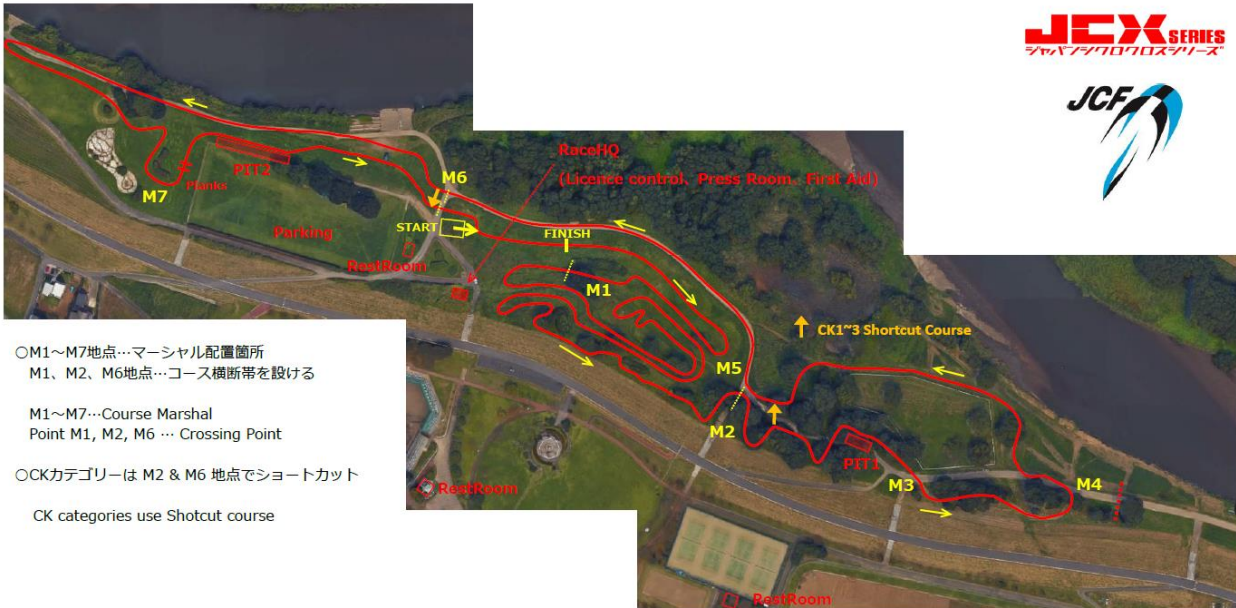 JCX SERIES
ジャパンシクロクロスシリーズ
JCF
RaceHQ
(Licence control、Press Room、First Aid)
PIT2
Planks
M6
M7
START
FINISH
Parking
RestRoom
M1
CK1~3 Shortcut Course
M5
M2
PIT1
M3
M4
RestRoom
RestRoom
○M1～M7地点…マーシャル配置箇所
M1、M2、M6地点…コース横断帯を設ける
M1～M7…Course Marshal
Point M1, M2, M6 … Crossing Point
○CKカテゴリーは M2 & M6 地点でショートカット
CK categories use Shotcut course